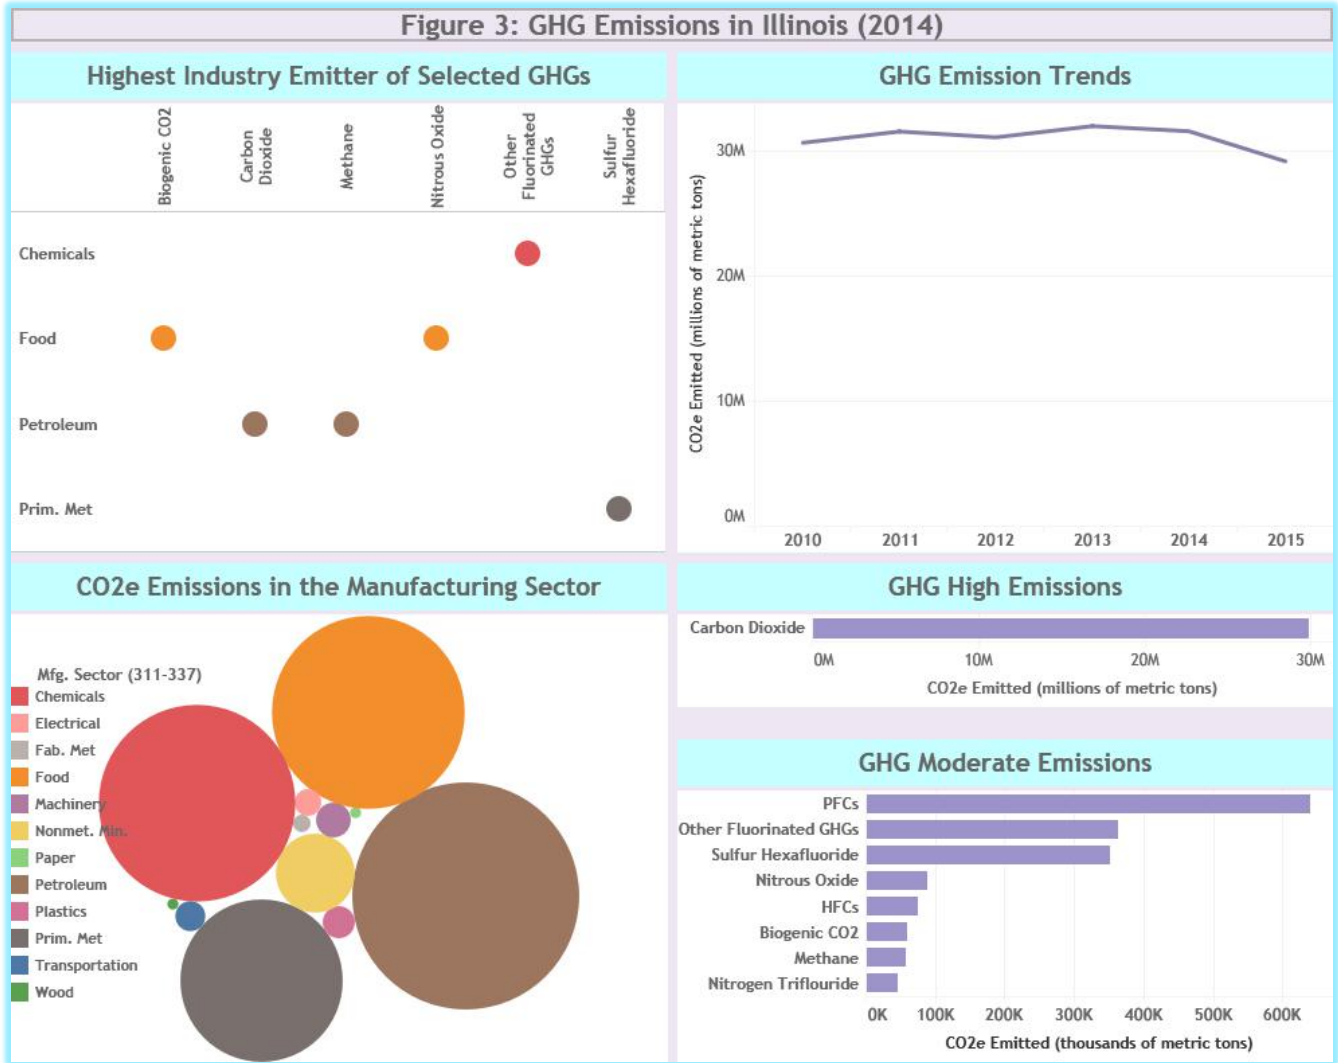 Figure 3: GHG Emissions in Illinois (2014)
Highest Industry Emitter of Selected GHGs
Biogenic CO2
Carbon
Dioxide
Methane
Nitrous Oxide
Other
Fluorinated
GHGs
Sulfur
Hexafluoride
Chemicals
Food
Petroleum
Prim. Met
GHG Emission Trends
CO2e Emitted (millions of metric tons)
30M
20M
10M
0M
2010 2011 2012 2013 2014 2015
CO2e Emissions in the Manufacturing Sector
Mfg. Sector (311-337)
Chemicals
Electrical
Fab. Met
Food
Machinery
Nonmet. Min.
Paper
Petroleum
Plastics
Prim. Met
Transportation
Wood
GHG High Emissions
Carbon Dioxide
0M 10M 20M 30M
CO2e Emitted (millions of metric tons)
GHG Moderate Emissions
PFCs
Other Fluorinated GHGs
Sulfur Hexafluoride
Nitrous Oxide
HFCs
Biogenic CO2
Methane
Nitrogen Triflouride
0K 100K 200K 300K 400K 500K 600K
CO2e Emitted (thousands of metric tons)